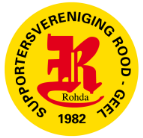 SUPPORTERSVERENIGING ROOD - GEEL
R
Rohda
1982